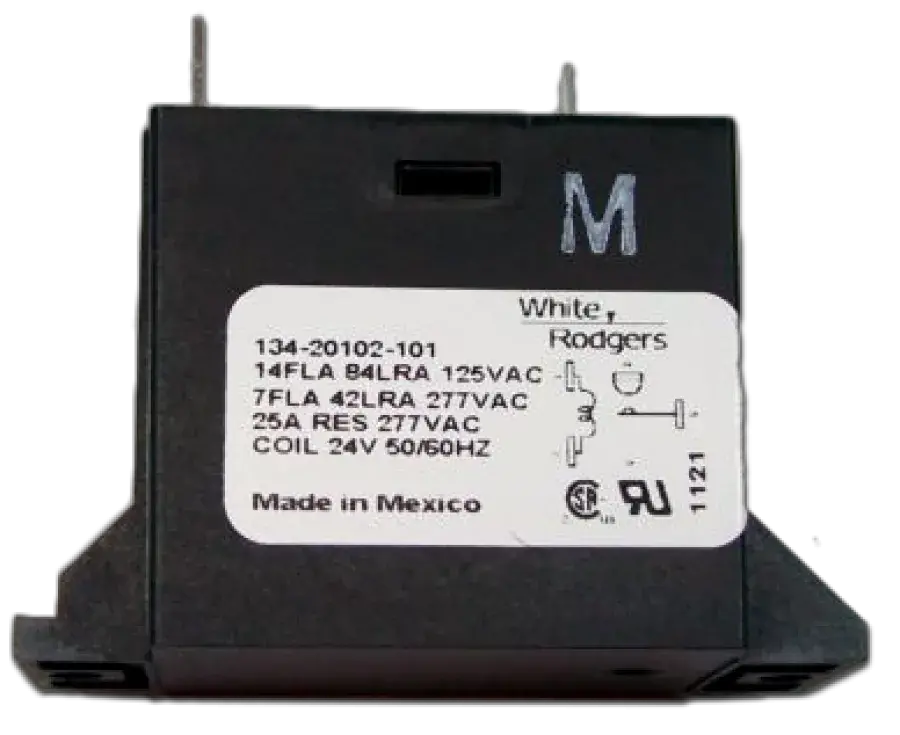 M
White,
Rodgers
134-20102-101
14FLA 84LRA 125VAC
7FLA 42LRA 277VAC
25A RES 277VAC
COIL 24V 50/60HZ
Made in Mexico
1121